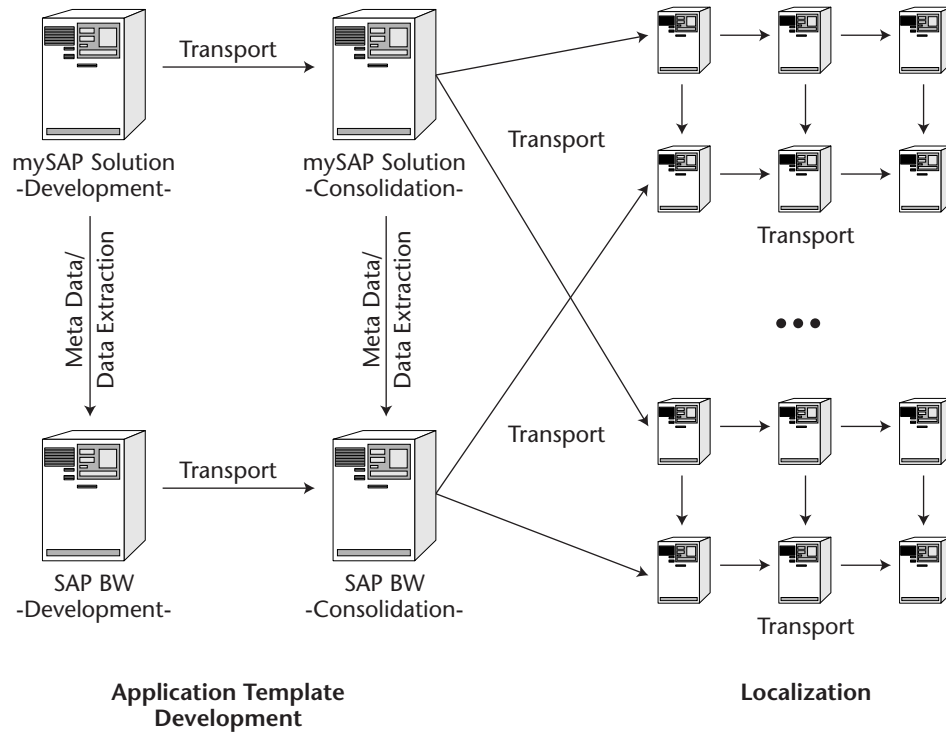 Transport
mySAP Solution
-Development-
mySAP Solution
-Consolidation-
Transport
Transport
Meta Data/
Data Extraction
Meta Data/
Data Extraction
Transport
Transport
SAP BW
-Development-
SAP BW
-Consolidation-
Transport
Application Template
Development
Localization